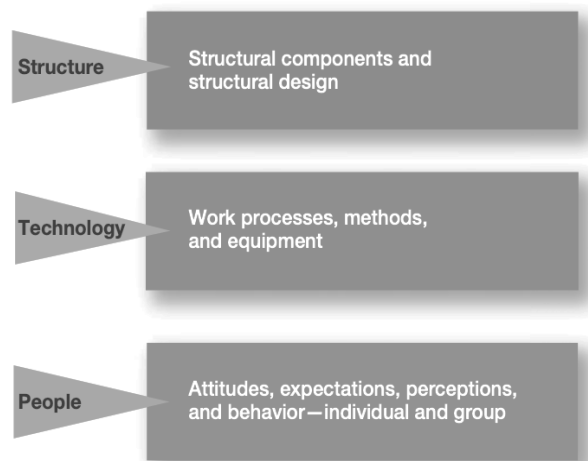 Structure
Structural components and
structural design
Technology
Work processes, methods,
and equipment
People
Attitudes, expectations, perceptions,
and behavior—individual and group